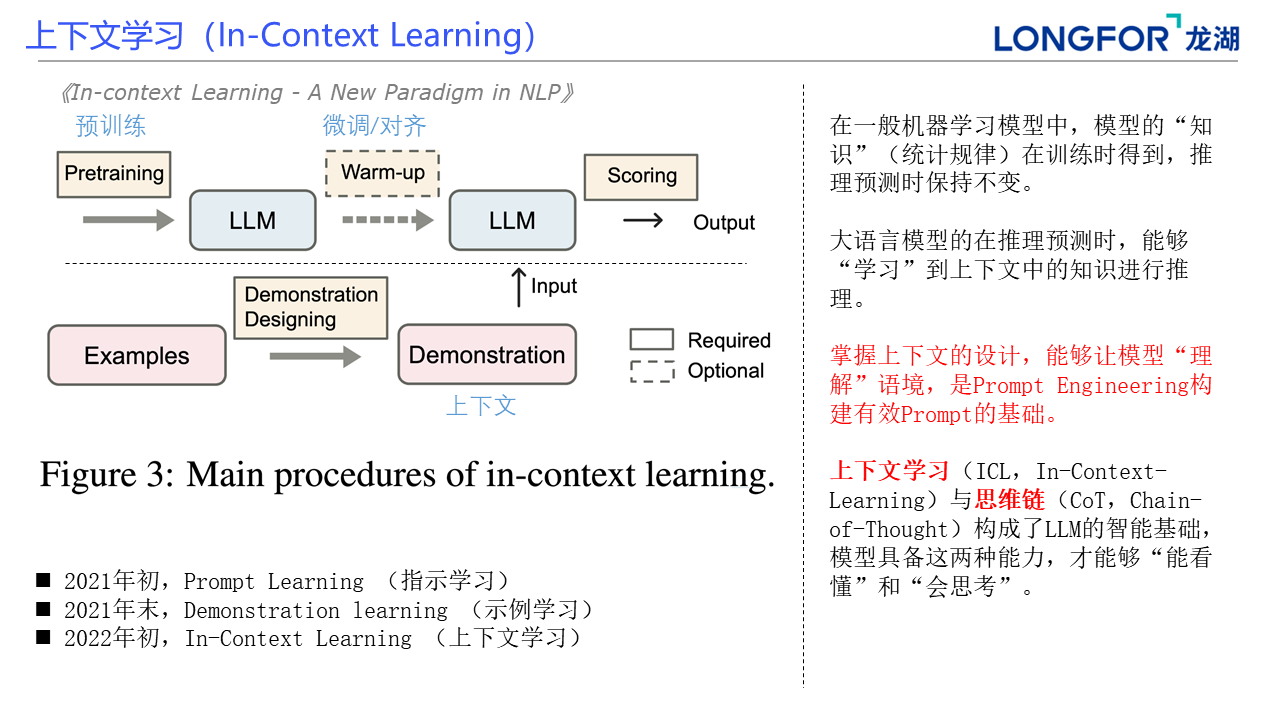 上下文学习（In-Context Learning）
LONGFOR 龙湖
《In-context Learning - A New Paradigm in NLP》
预训练
微调/对齐
Pretraining
Warm-up
Scoring
LLM
LLM
Output
Demonstration
Designing
Input
Examples
Demonstration
Required
Optional
上下文
Figure 3: Main procedures of in-context learning.
■ 2021年初，Prompt Learning （指示学习）
■ 2021年末，Demonstration learning （示例学习）
■ 2022年初，In-Context Learning （上下文学习）
在一般机器学习模型中，模型的“知
识”（统计规律）在训练时得到，推
理预测时保持不变。
大语言模型的在推理预测时，能够
“学习”到上下文中的知识进行推
理。
掌握上下文的设计，能够让模型“理
解”语境，是Prompt Engineering构
建有效Prompt的基础。
上下文学习（ICL，In-Context-
Learning）与思维链（CoT，Chain-
of-Thought）构成了LLM的智能基础，
模型具备这两种能力，才能够“能看
懂”和“会思考”。